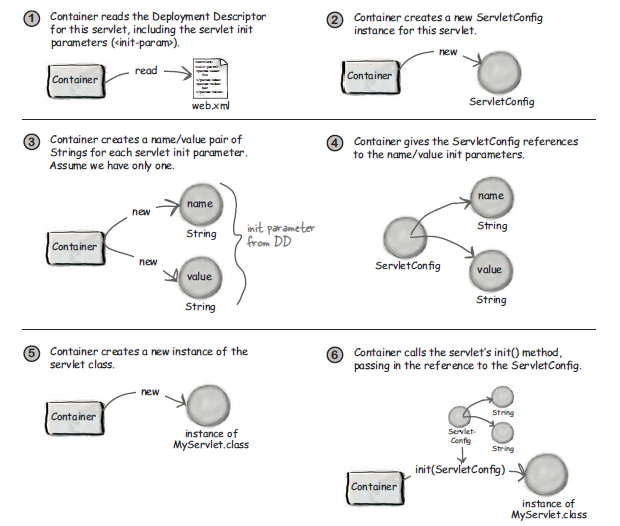 1
Container reads the Deployment Descriptor
for this servlet, including the servlet init
parameters (<init-param>).
Container
read
web.xml
2
Container creates a new ServletConfig
instance for this servlet.
Container
new
ServletConfig
3
Container creates a name/value pair of
Strings for each servlet init parameter.
Assume we have only one.
Container
new
name
String
new
value
String
init parameter
from DD
4
Container gives the ServletConfig references
to the name/value init parameters.
ServletConfig
name
String
value
String
5
Container creates a new instance of the
servlet class.
Container
new
instance of
MyServlet.class
6
Container calls the servlet's init() method,
passing in the reference to the ServletConfig.
String
Servlet-
Config
String
Container
init(ServletConfig)
instance of
MyServlet.class